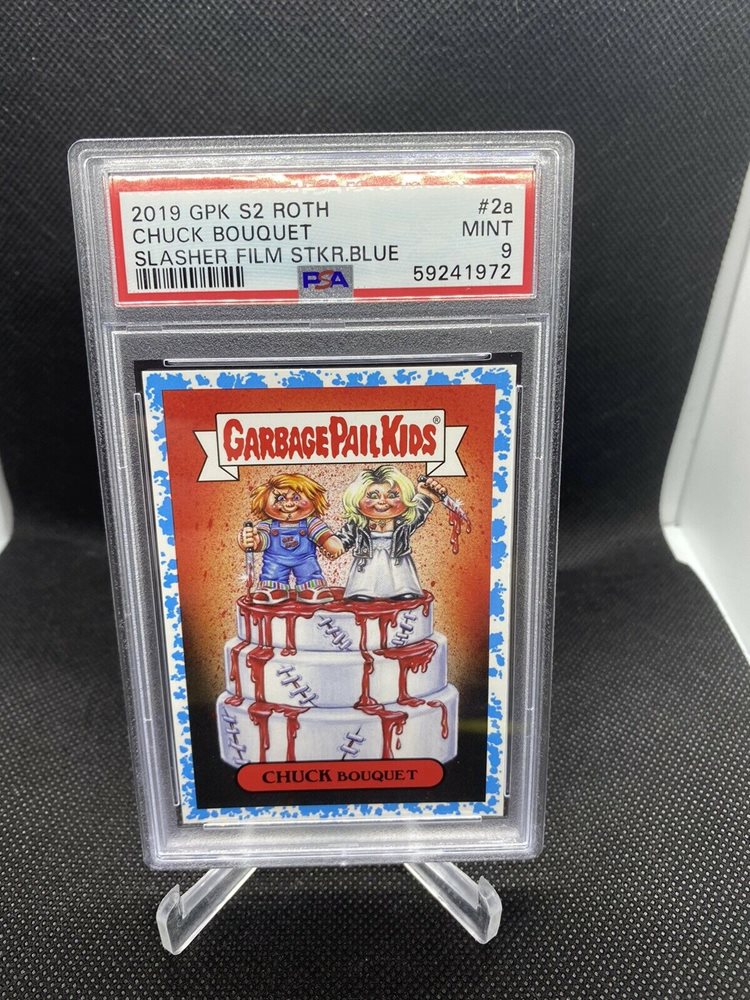 2019 GPK S2 ROTH #2a
CHUCK BOUQUET MINT
SLASHER FILM STKR.BLUE 9
PSA 59241972
GARBAGE PAIL KIDS®
CHUCK BOUQUET